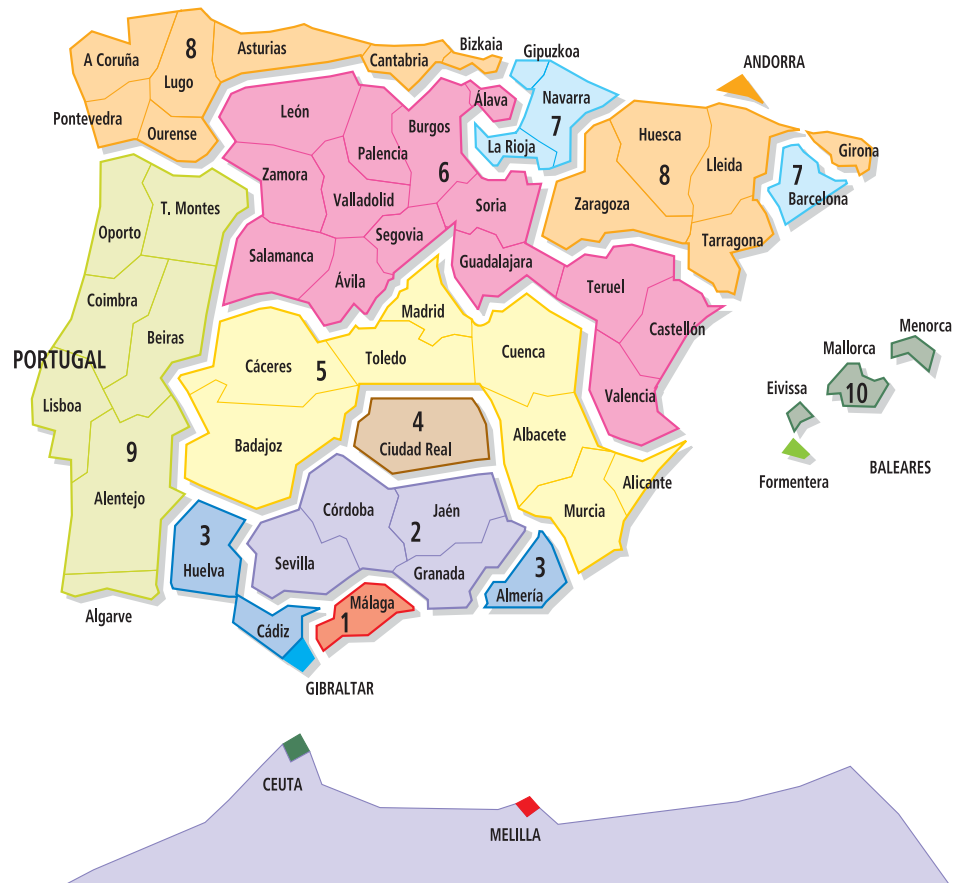 A Coruña
8
Lugo
Asturias
Cantabria
Bizkaia
Gipuzkoa
ANDORRA
Pontevedra
Ourense
León
Palencia
Burgos
Álava
Navarra
7
La Rioja
Huesca
8
Lleida
Girona
7
Barcelona
Zaragoza
Tarragona
Zamora
Valladolid
6
Soria
Segovia
Salamanca
Ávila
Guadalajara
Teruel
Castellón
Valencia
T. Montes
Oporto
Coimbra
Beiras
PORTUGAL
Lisboa
9
Alentejo
Algarve
Madrid
Cáceres
5
Toledo
Cuenca
Badajoz
4
Ciudad Real
Albacete
Alicante
Murcia
Menorca
Mallorca
10
Eivissa
Formentera
BALEARES
Córdoba
Jaén
2
Sevilla
Granada
3
Huelva
3
Almería
Málaga
1
Cádiz
GIBRALTAR
CEUTA
MELILLA